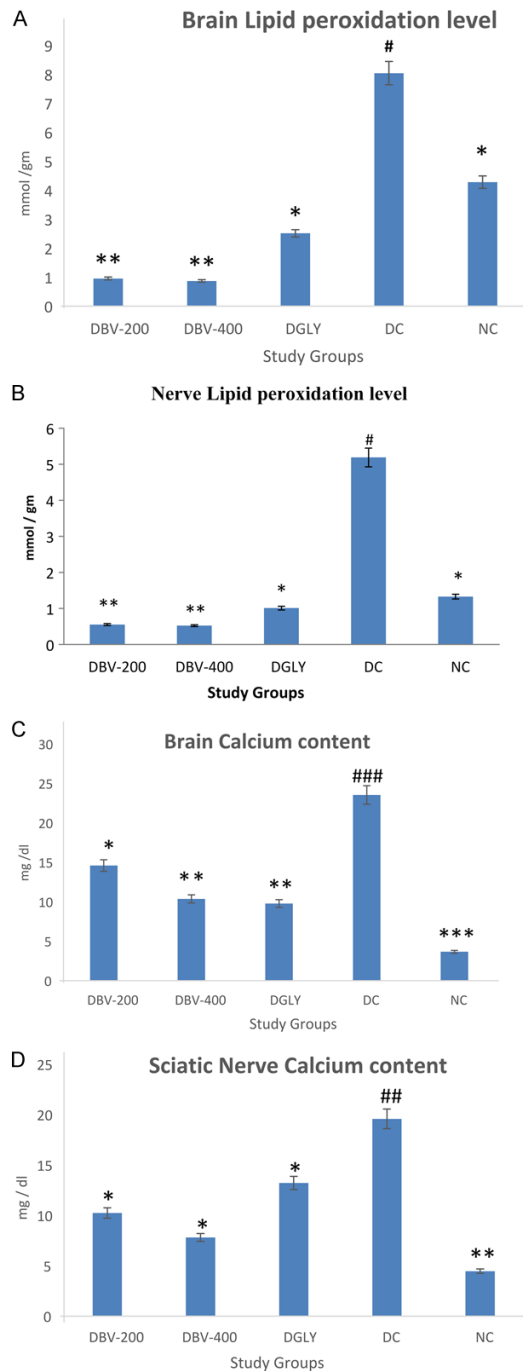 A
Brain Lipid peroxidation level
#
9
8
7
6
5
4
3
2
1
0
mmol /gm
** ** * *
DBV-200 DBV-400 DGLY DC NC
Study Groups
B
Nerve Lipid peroxidation level
#
6
5
4
3
2
1
0
mmol / gm
** ** * *
DBV-200 DBV-400 DGLY DC NC
Study Groups
C
Brain Calcium content
###
30
25
20
15
10
5
0
mg /dl
* ** ** ***
DBV-200 DBV-400 DGLY DC NC
Study Groups
D
Sciatic Nerve Calcium content
##
25
20
15
10
5
0
mg / dl
* * * **
DBV-200 DBV-400 DGLY DC NC
Study Groups